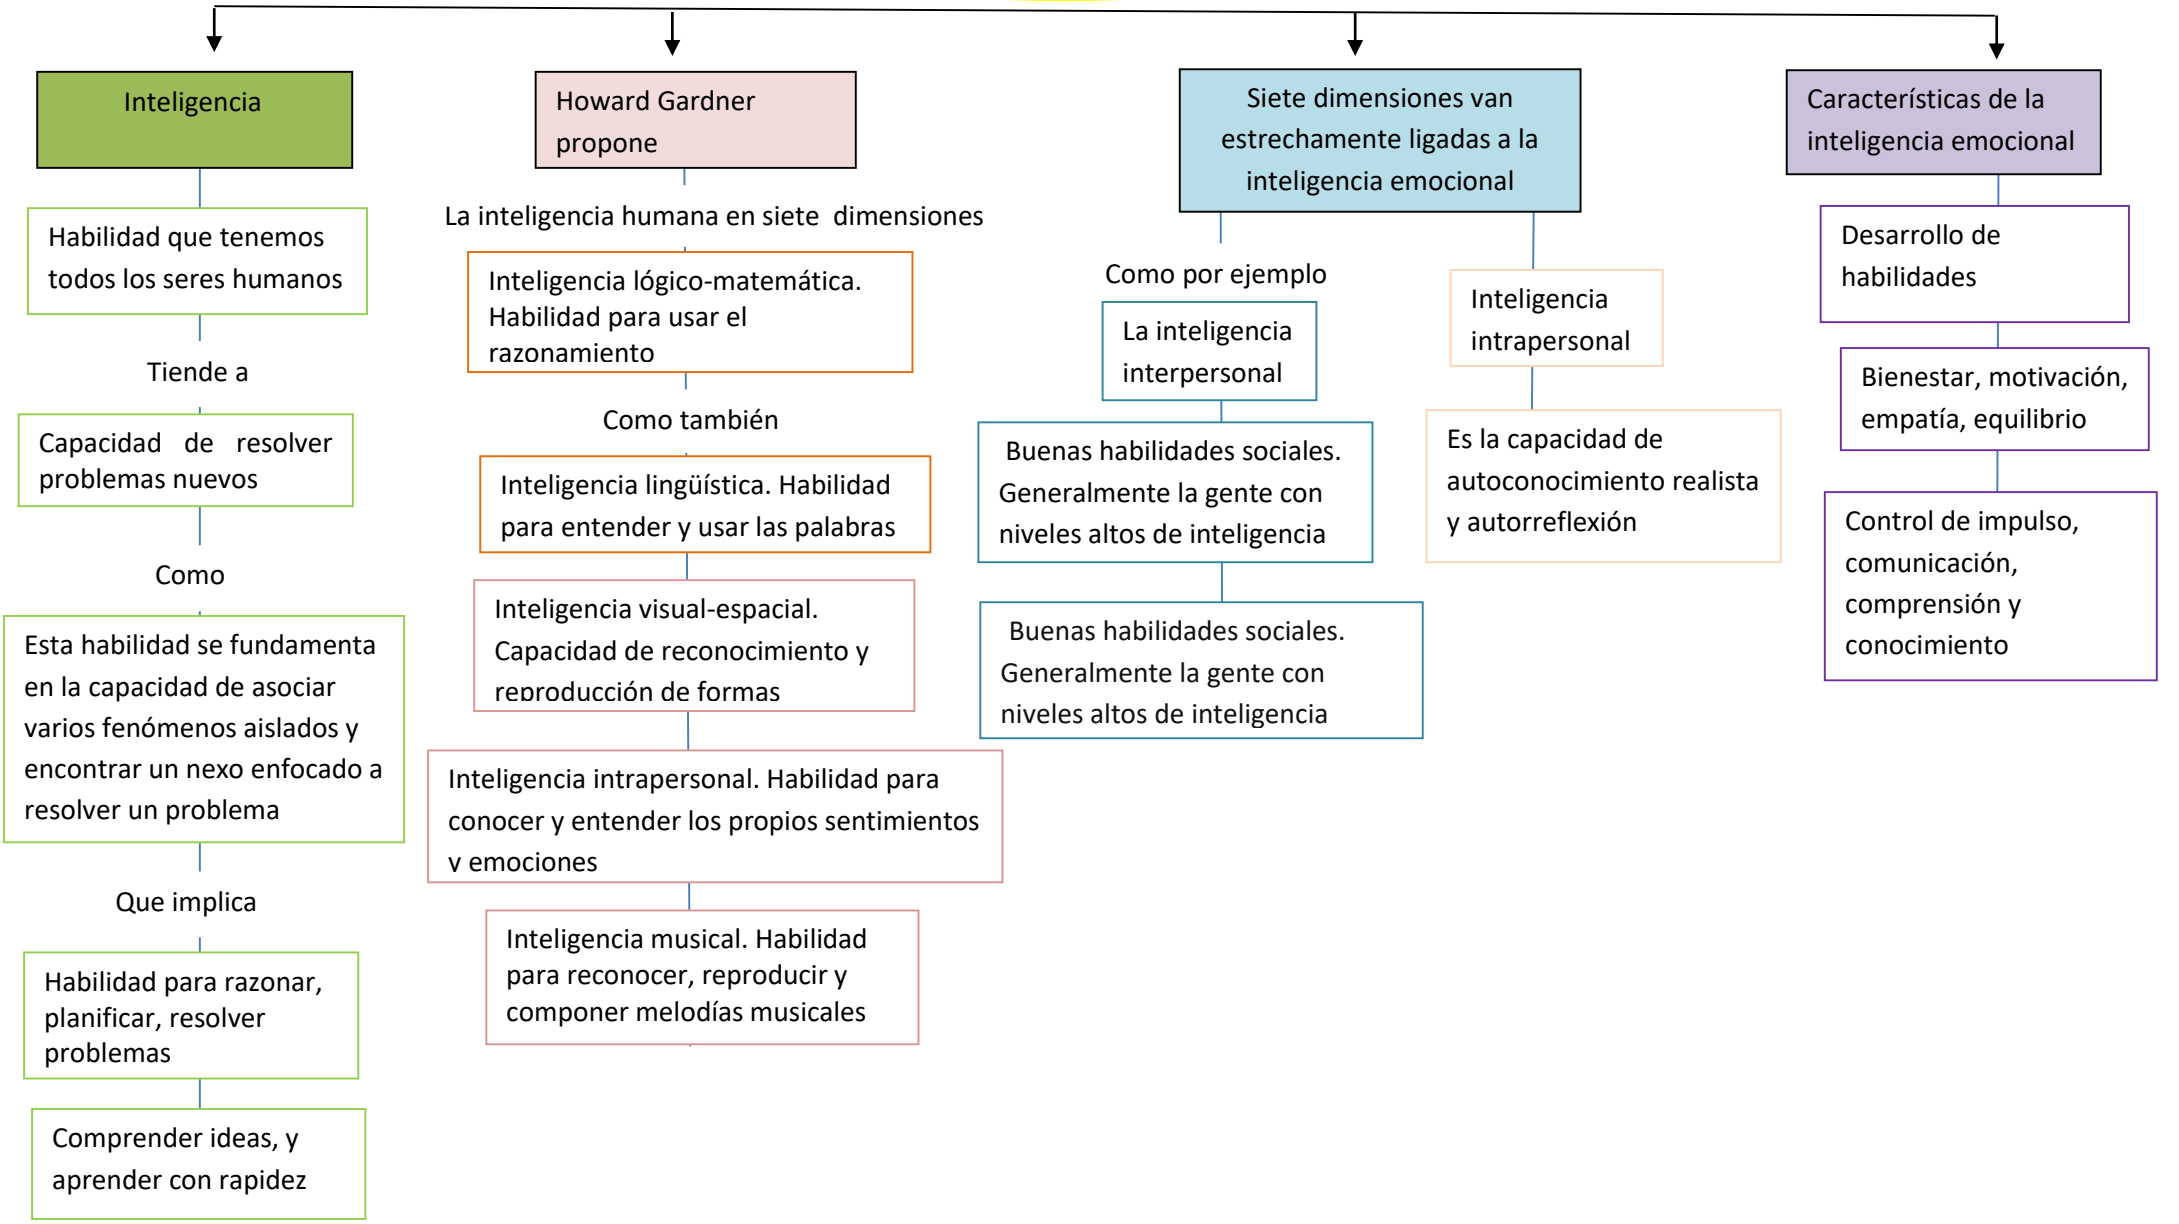 Inteligencia
Habilidad que tenemos
todos los seres humanos
Tiende a
Capacidad de resolver
problemas nuevos
Como
Esta habilidad se fundamenta
en la capacidad de asociar
varios fenómenos aislados y
encontrar un nexo enfocado a
resolver un problema
Que implica
Habilidad para razonar,
planificar, resolver
problemas
Comprender ideas, y
aprender con rapidez
Howard Gardner
propone
La inteligencia humana en siete dimensiones
Inteligencia lógico-matemática.
Habilidad para usar el
razonamiento
Como también
Inteligencia lingüística. Habilidad
para entender y usar las palabras
Inteligencia visual-espacial.
Capacidad de reconocimiento y
reproducción de formas
Inteligencia intrapersonal. Habilidad para
conocer y entender los propios sentimientos
y emociones
Inteligencia musical. Habilidad
para reconocer, reproducir y
componer melodías musicales
Siete dimensiones van
estrechamente ligadas a la
inteligencia emocional
Como por ejemplo
La inteligencia
interpersonal
Buenas habilidades sociales.
Generalmente la gente con
niveles altos de inteligencia
Buenas habilidades sociales.
Generalmente la gente con
niveles altos de inteligencia
Inteligencia
intrapersonal
Es la capacidad de
autoconocimiento realista
y autorreflexión
Características de la
inteligencia emocional
Desarrollo de
habilidades
Bienestar, motivación,
empatía, equilibrio
Control de impulso,
comunicación,
comprensión y
conocimiento